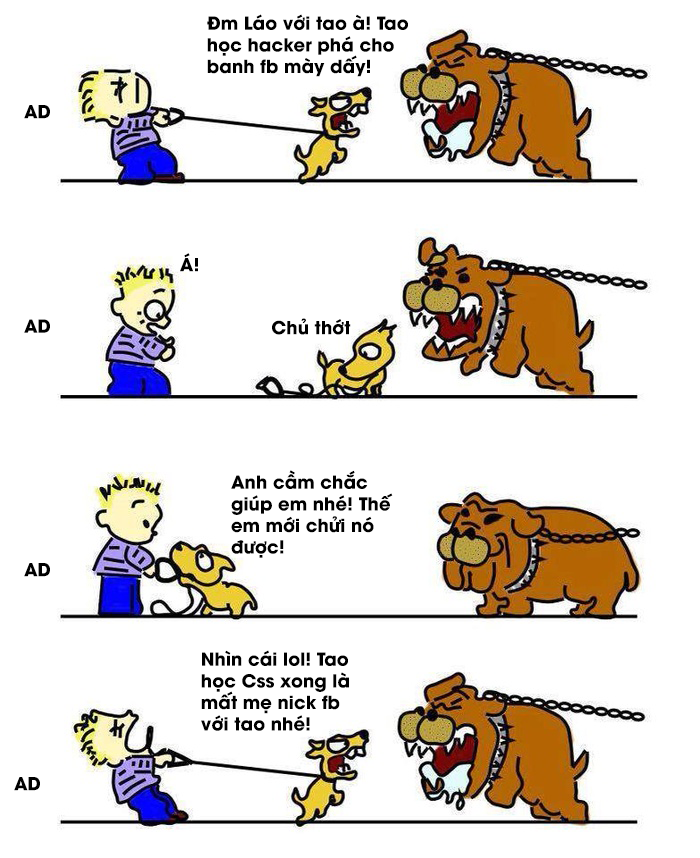 Đm Láo với tao à! Tao
học hacker phá cho
banh fb mày dấy!
AD
Á!
AD
Chủ thớt
Anh cầm chắc
giúp em nhé! Thế
em mới chửi nó
được!
AD
Nhìn cái lol! Tao
học Css xong là
mất mẹ nick fb
với tao nhé!
AD